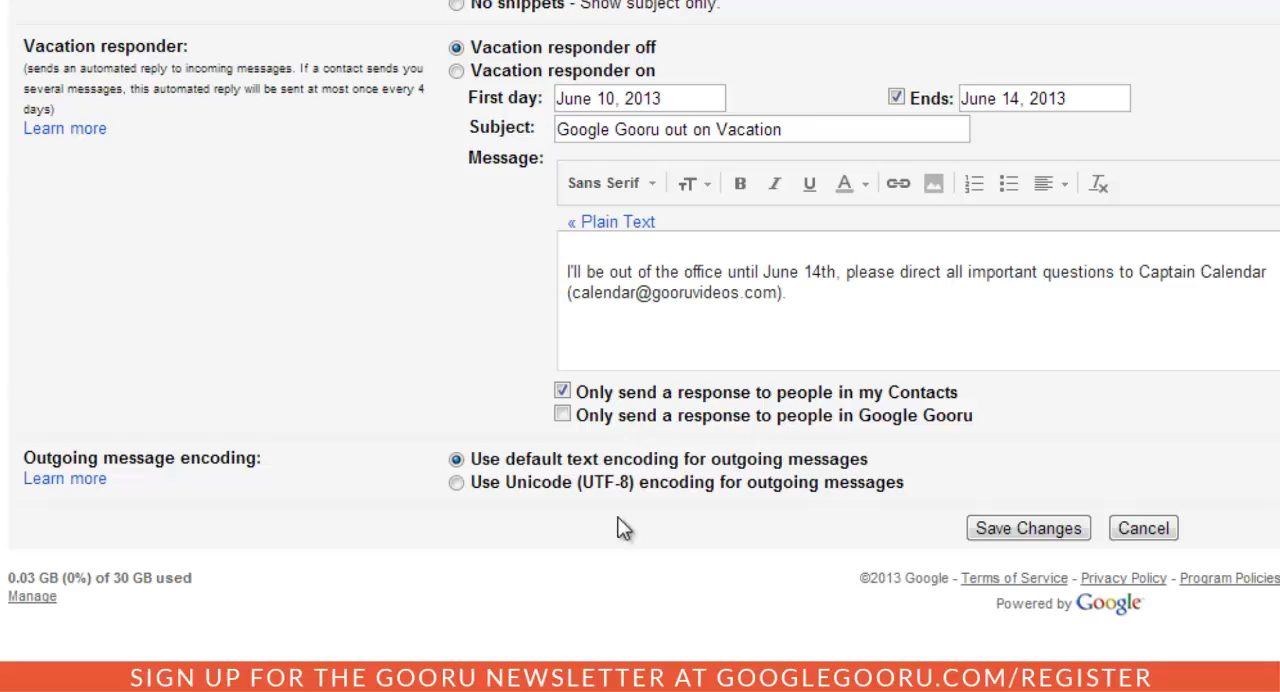 No snippets - Show subject only.
Vacation responder:
(sends an automated reply to incoming messages. If a contact sends you
several messages, this automated reply will be sent at most once every 4
days)
Learn more
Vacation responder off
Vacation responder on
First day: June 10, 2013 Ends: June 14, 2013
Subject: Google Gooru out on Vacation
Message:
Sans Serif
« Plain Text
I'll be out of the office until June 14th, please direct all important questions to Captain Calendar
(calendar@gooruvideos.com).
Only send a response to people in my Contacts
Only send a response to people in Google Gooru
Outgoing message encoding:
Learn more
Use default text encoding for outgoing messages
Use Unicode (UTF-8) encoding for outgoing messages
Save Changes Cancel
0.03 GB (0%) of 30 GB used
Manage
©2013 Google - Terms of Service - Privacy Policy - Program Policies
Powered by Google
SIGN UP FOR THE GOORU NEWSLETTER AT GOOGLEGOORU.COM/REGISTER